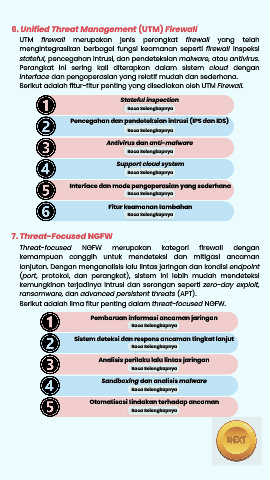 6. Unified Threat Management (UTM) Firewall
UTM firewall merupakan jenis perangkat firewall yang telah
mengintegrasikan berbagai fungsi keamanan seperti firewall inspeksi
stateful, pencegahan intrusi, dan pendeteksian malware, atau antivirus.
Perangkat ini sering kali diterapkan dalam sistem cloud dengan
interface dan pengoperasian yang relatif mudah dan sederhana.
Berikut adalah fitur-fitur penting yang disediakan oleh UTM Firewall.
1 Stateful inspection
Baca Selengkapnya
2 Pencegahan dan pendeteksian intrusi (IPS dan IDS)
Baca Selengkapnya
3 Antivirus dan anti-malware
Baca Selengkapnya
4 Support cloud system
Baca Selengkapnya
5 Interface dan mode pengoperasian yang sederhana
Baca Selengkapnya
6 Fitur keamanan tambahan
Baca Selengkapnya
7. Threat-Focused NGFW
Threat-focused NGFW merupakan kategori firewall dengan
kemampuan canggih untuk mendeteksi dan mitigasi ancaman
lanjutan. Dengan menganalisis lalu lintas jaringan dan kondisi endpoint
(port, protokol, dan perangkat), sistem ini lebih mudah mendeteksi
kemungkinan terjadinya intrusi dan serangan seperti zero-day exploit,
ransomware, dan advanced persistent threats (APT).
Berikut adalah lima fitur penting dalam threat-focused NGFW.
1 Pembaruan informasi ancaman jaringan
Baca Selengkapnya
2 Sistem deteksi dan respons ancaman tingkat lanjut
Baca Selengkapnya
3 Analisis perilaku lalu lintas jaringan
Baca Selengkapnya
4 Sandboxing dan analisis malware
Baca Selengkapnya
5 Otomatisasi tindakan terhadap ancaman
Baca Selengkapnya
NEXT